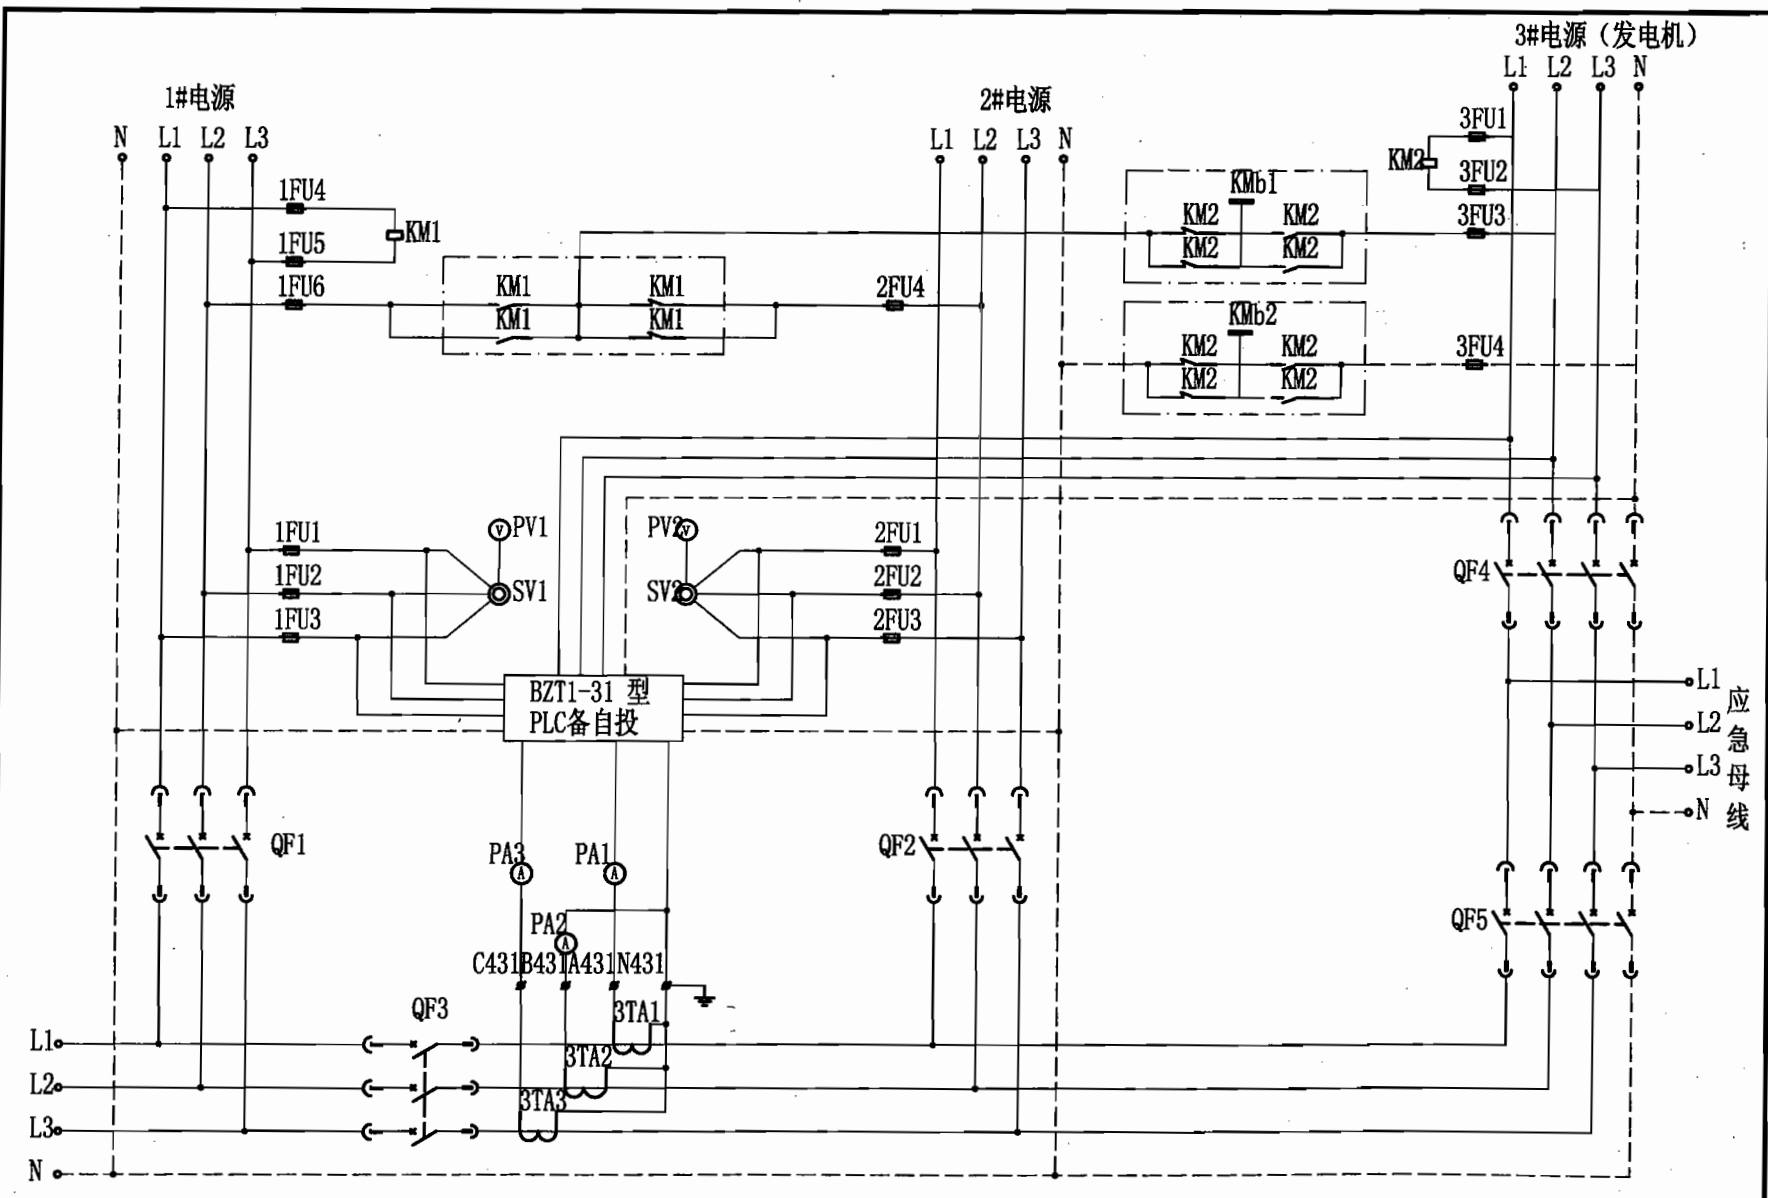 3#电源（发电机）
L1 L2 L3 N
1#电源
N L1 L2 L3
2#电源
L1 L2 L3 N
3FU1
KM2
3FU2
3FU3
1FU4
KM1
1FU5
1FU6
KM1 KM1
KM1 KM1
2FU4
KMb1
KM2 KM2
KM2 KM2
KMb2
KM2 KM2
KM2 KM2
3FU4
1FU1
1FU2
1FU3
PV1
V
SV1
PV2
V
SV2
2FU1
2FU2
2FU3
BZT1-31 型
PLC备自投
QF4
L1
L2
L3
N
应急母线
QF1
QF2
QF5
PA3
A
PA1
A
PA2
A
C431 B431 A431 N431
3TA1
3TA2
3TA3
QF3
L1
L2
L3
N